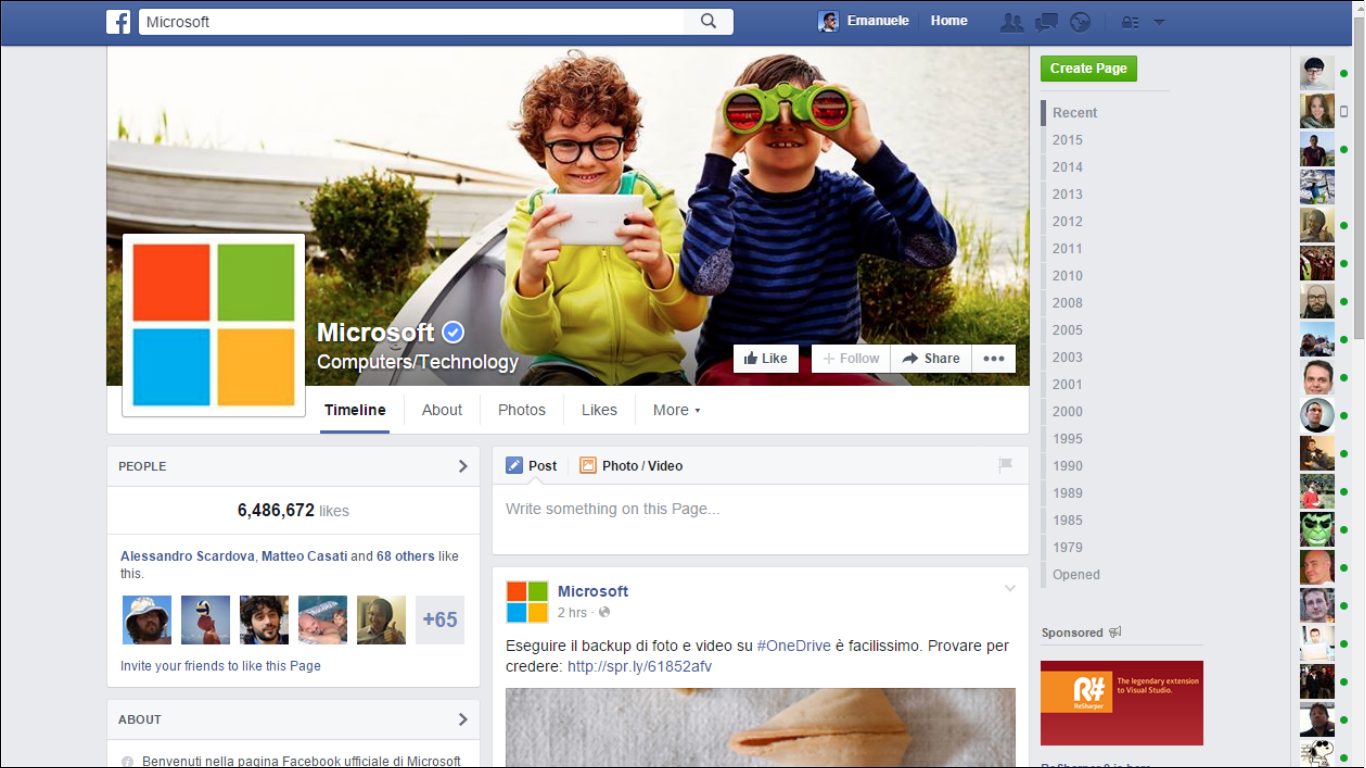 Microsoft
Emanuele
Home
Microsoft
Computers/Technology
Like
Follow
Share
Timeline
About
Photos
Likes
More
PEOPLE
6,486,672 likes
Alessandro Scardova, Matteo Casati and 68 others like
this.
+65
Invite your friends to like this Page
ABOUT
Benvenuti nella pagina Facebook ufficiale di Microsoft
Post
Photo / Video
Write something on this Page...
Microsoft
2 hrs ·
Eseguire il backup di foto e video su #OneDrive è facilissimo. Provare per
credere: http://spr.ly/61852afv
Create Page
Recent
2015
2014
2013
2012
2011
2010
2008
2005
2003
2001
2000
1995
1990
1989
1985
1979
Opened
Sponsored
R#
ReSharper
The legendary extension
to Visual Studio.